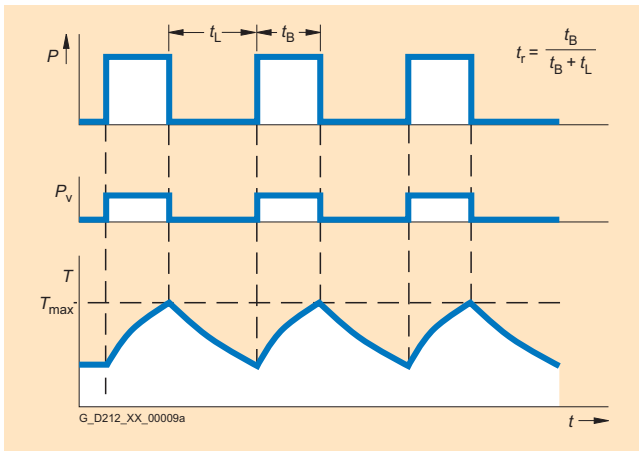 P
t_L
t_B
t_r = t_B / (t_B + t_L)
P_v
T
T_max
G_D212_XX_00009a
t